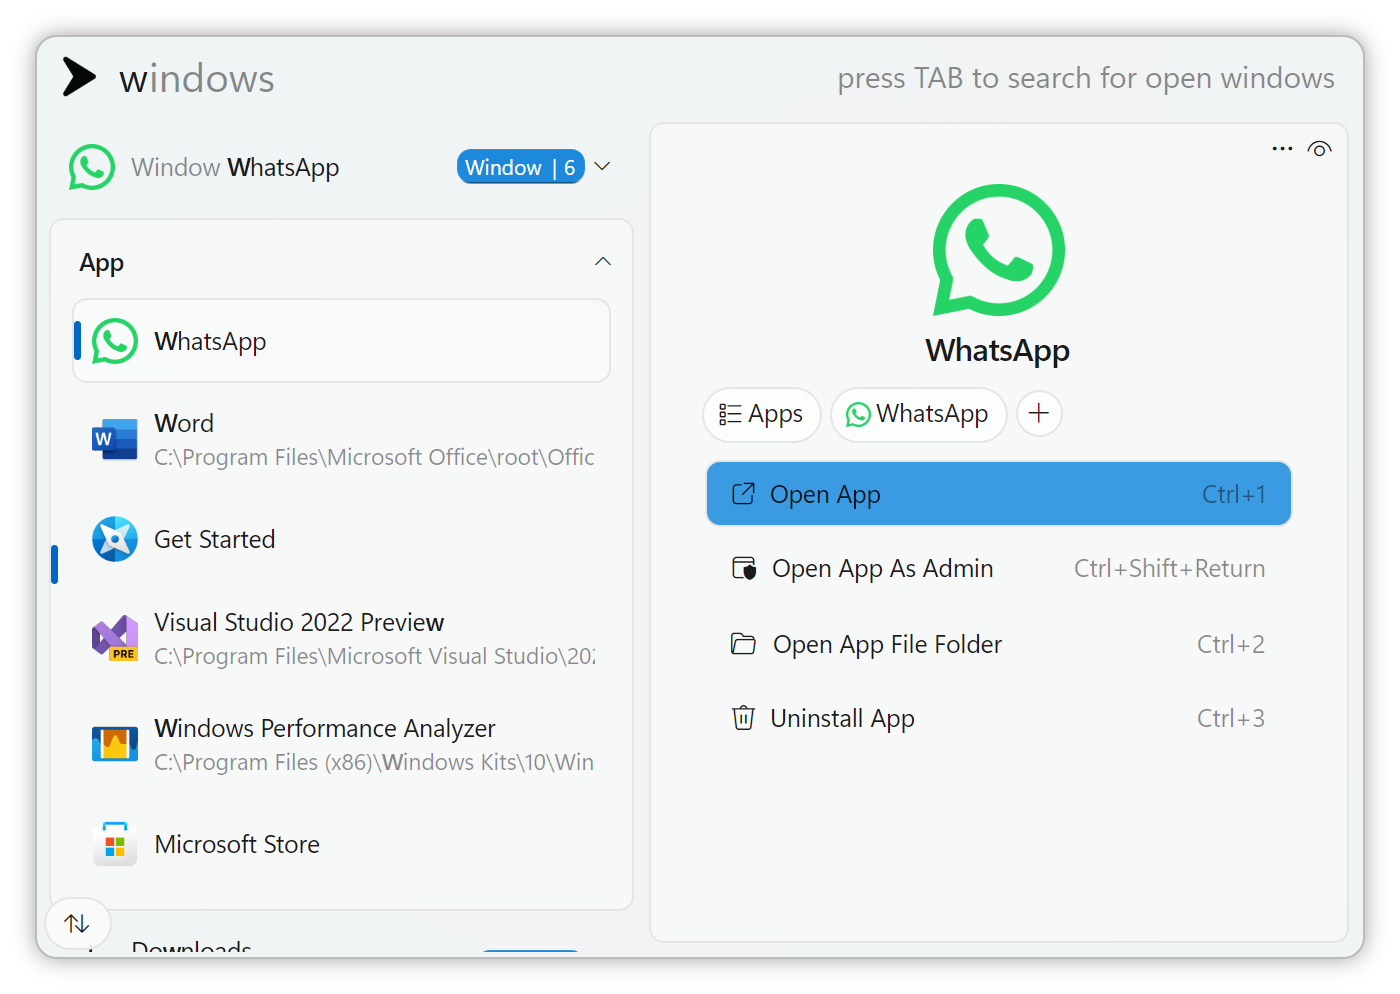 windows
press TAB to search for open windows
Window WhatsApp
Window | 6
App
WhatsApp
Word
C:\Program Files\Microsoft Office\root\Offic
Get Started
Visual Studio 2022 Preview
C:\Program Files\Microsoft Visual Studio\202
PRE
Windows Performance Analyzer
C:\Program Files (x86)\Windows Kits\10\Win
Microsoft Store
Downloads
WhatsApp
Apps
WhatsApp
Open App Ctrl+1
Open App As Admin Ctrl+Shift+Return
Open App File Folder Ctrl+2
Uninstall App Ctrl+3